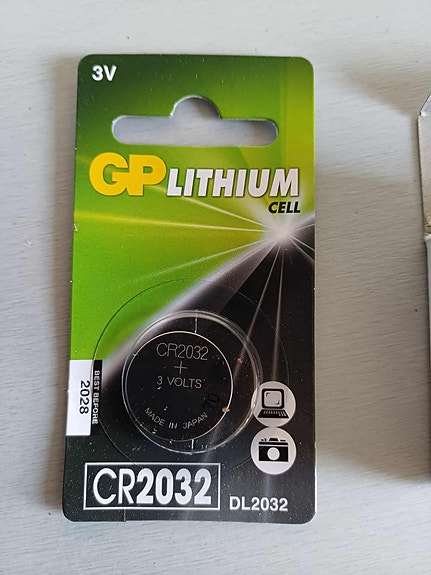 3V
GP LITHIUM
CELL
CR2032
+
3 VOLTS
MADE IN JAPAN
BEST BEFORE
2028
CR2032
DL2032